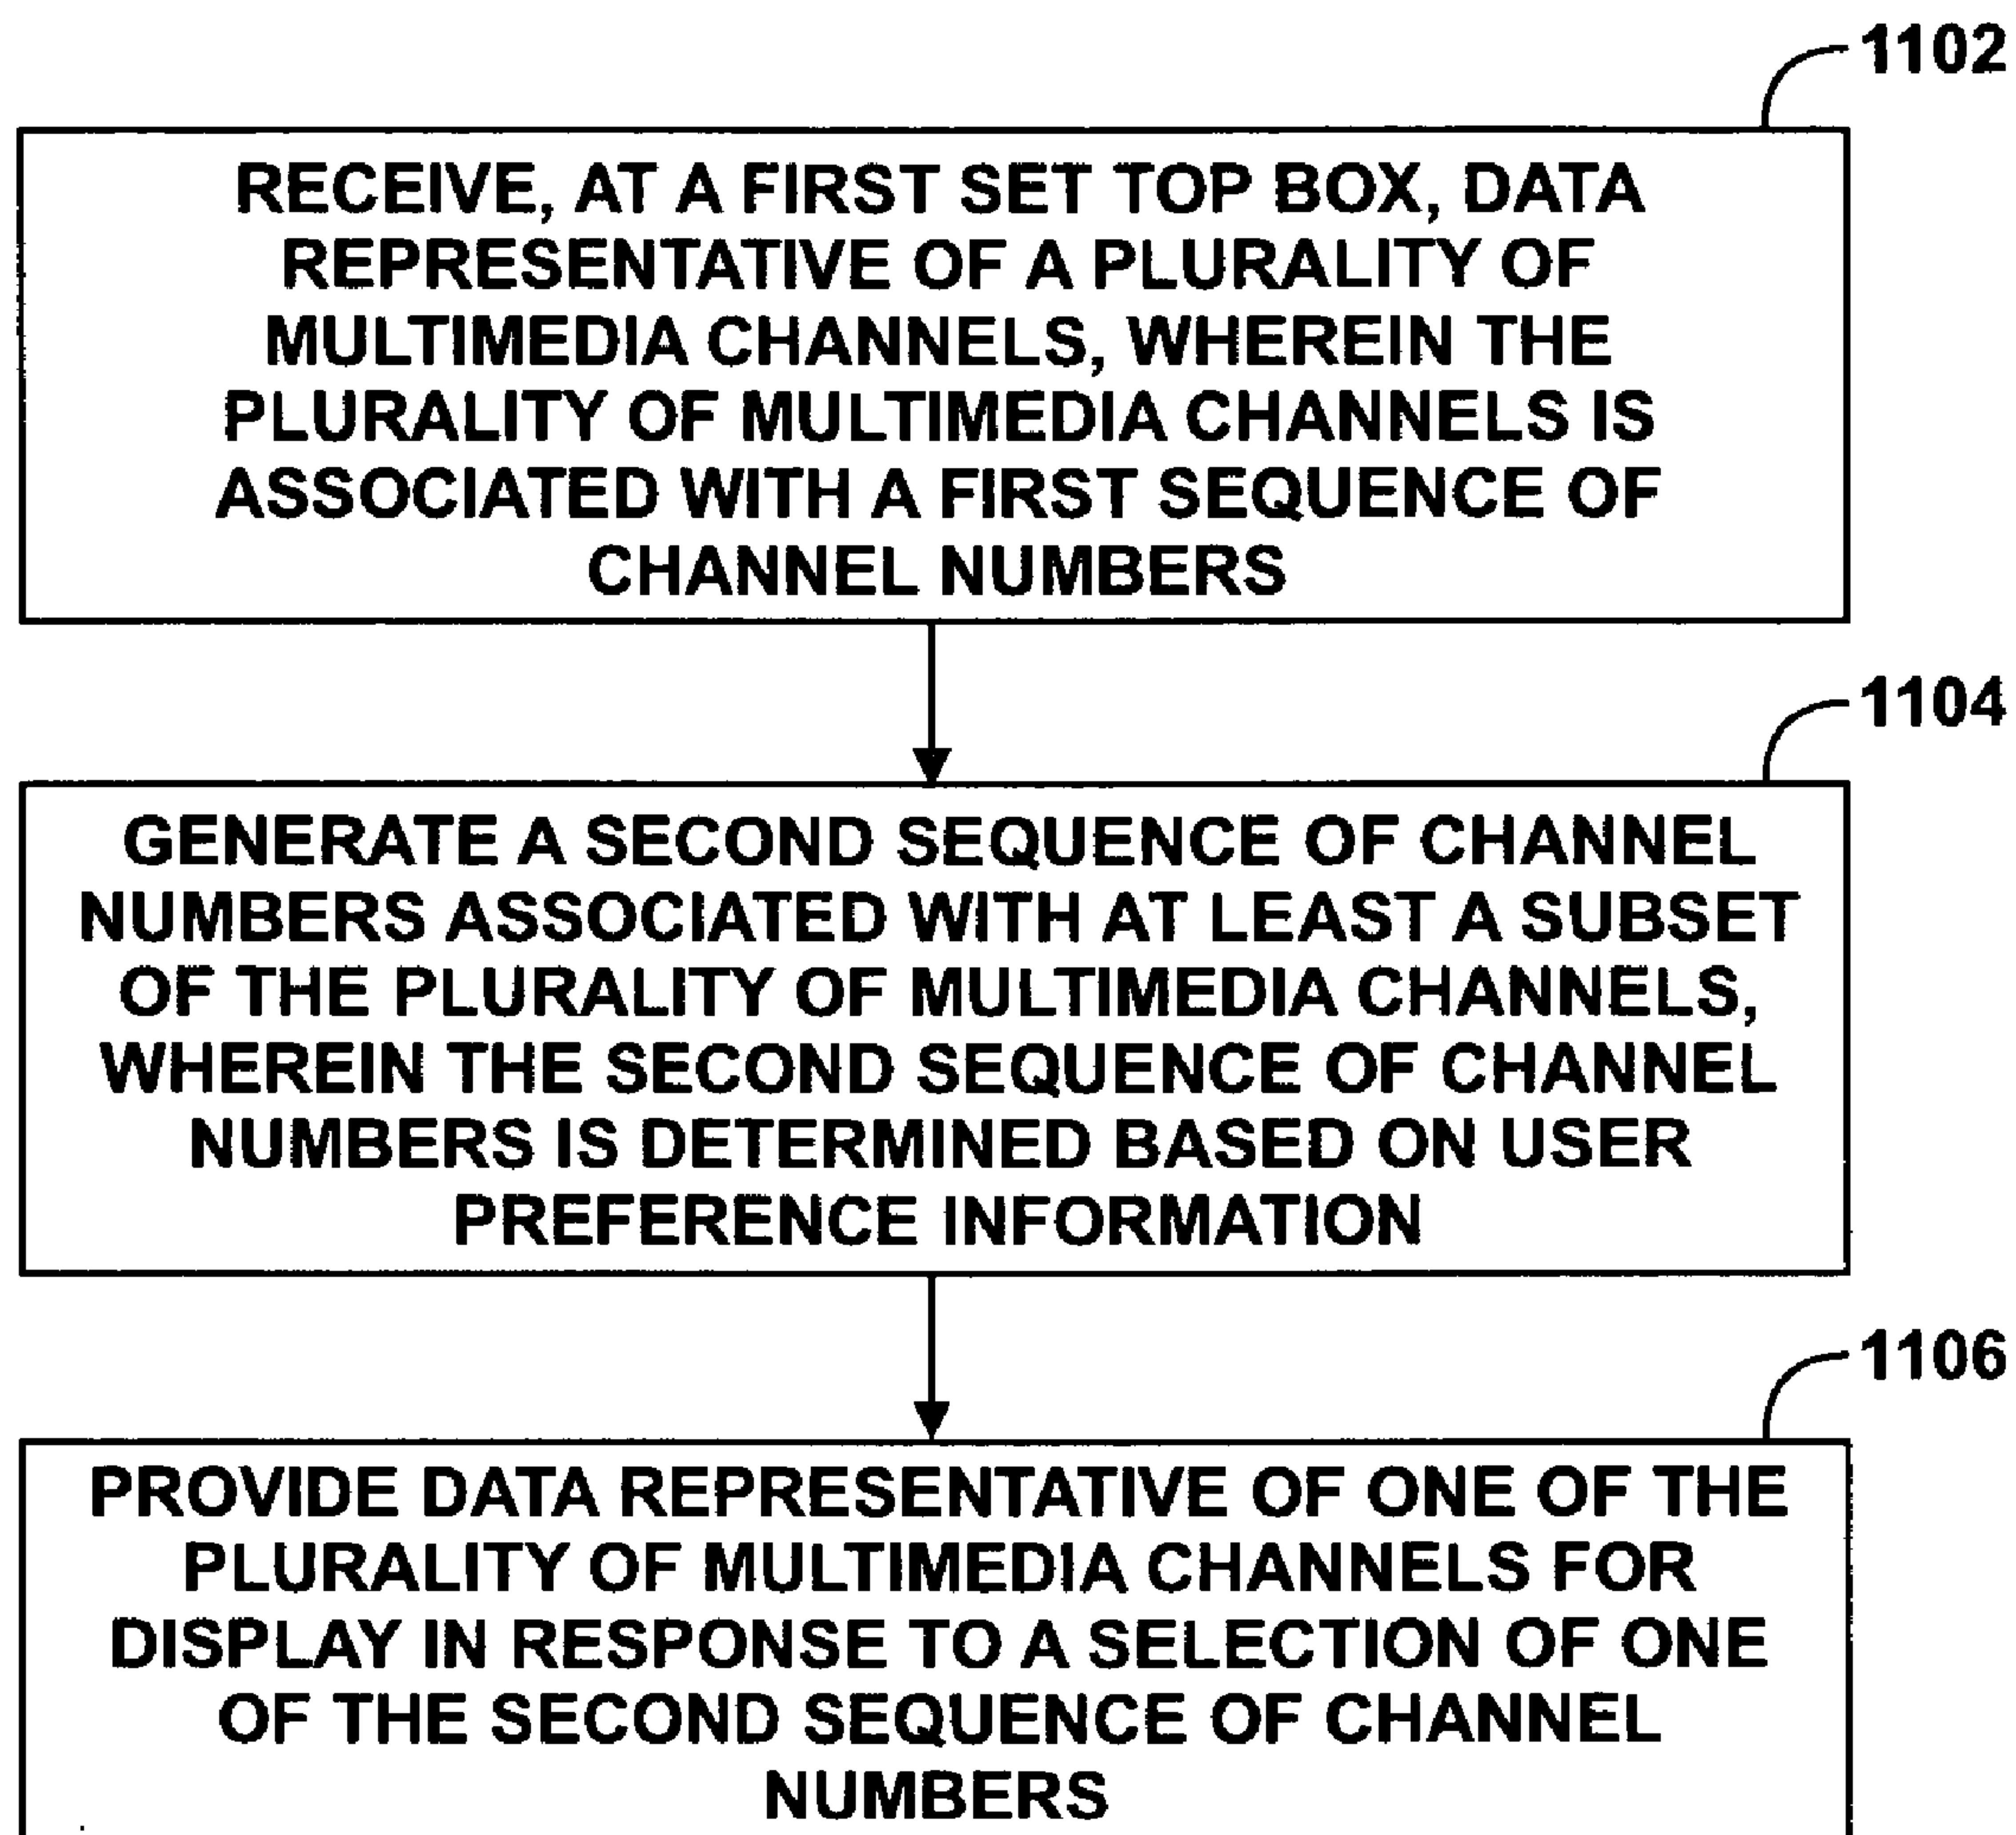 1102
RECEIVE, AT A FIRST SET TOP BOX, DATA
REPRESENTATIVE OF A PLURALITY OF
MULTIMEDIA CHANNELS, WHEREIN THE
PLURALITY OF MULTIMEDIA CHANNELS IS
ASSOCIATED WITH A FIRST SEQUENCE OF
CHANNEL NUMBERS
1104
GENERATE A SECOND SEQUENCE OF CHANNEL
NUMBERS ASSOCIATED WITH AT LEAST A SUBSET
OF THE PLURALITY OF MULTIMEDIA CHANNELS,
WHEREIN THE SECOND SEQUENCE OF CHANNEL
NUMBERS IS DETERMINED BASED ON USER
PREFERENCE INFORMATION
1106
PROVIDE DATA REPRESENTATIVE OF ONE OF THE
PLURALITY OF MULTIMEDIA CHANNELS FOR
DISPLAY IN RESPONSE TO A SELECTION OF ONE
OF THE SECOND SEQUENCE OF CHANNEL
NUMBERS